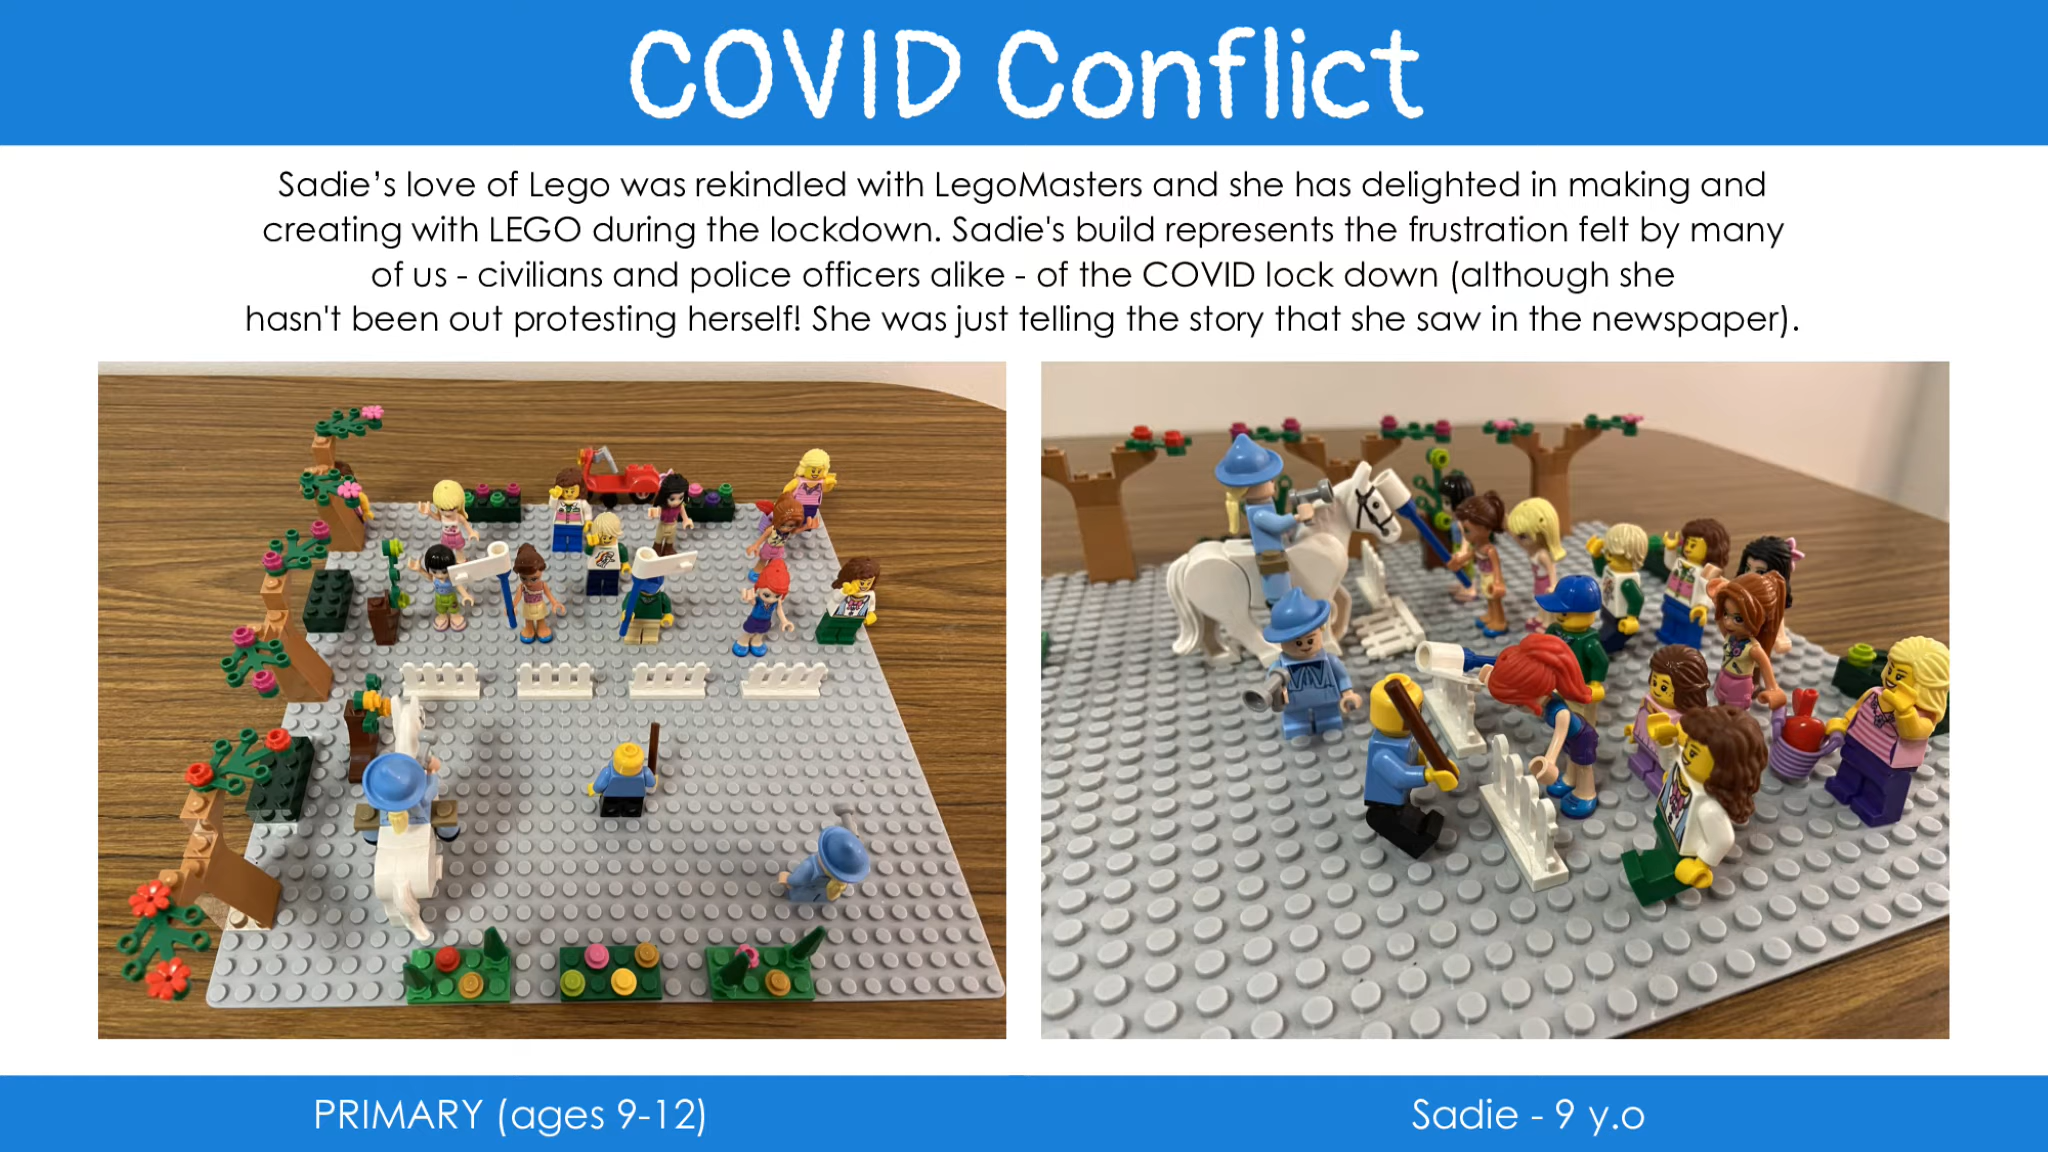 COVID Conflict
Sadie’s love of Lego was rekindled with LegoMasters and she has delighted in making and
creating with LEGO during the lockdown. Sadie's build represents the frustration felt by many
of us - civilians and police officers alike - of the COVID lock down (although she
hasn't been out protesting herself! She was just telling the story that she saw in the newspaper).
PRIMARY (ages 9-12)
Sadie - 9 y.o